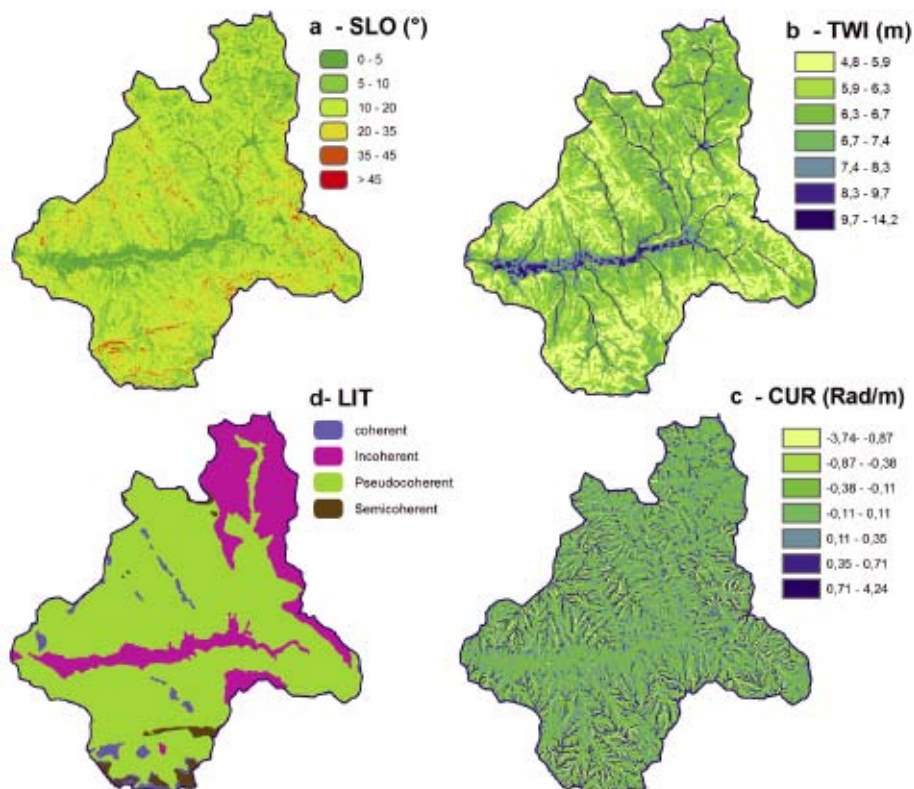 a - SLO (°)
0 - 5
5 - 10
10 - 20
20 - 35
35 - 45
> 45
b - TWI (m)
4,8 - 5,9
5,9 - 6,3
6,3 - 6,7
6,7 - 7,4
7,4 - 8,3
8,3 - 9,7
9,7 - 14,2
d- LIT
coherent
Incoherent
Pseudocoherent
Semicoherent
c - CUR (Rad/m)
-3,74- -0,87
-0,87 - -0,38
-0,38 - -0,11
-0,11 - 0,11
0,11 - 0,35
0,35 - 0,71
0,71 - 4,24